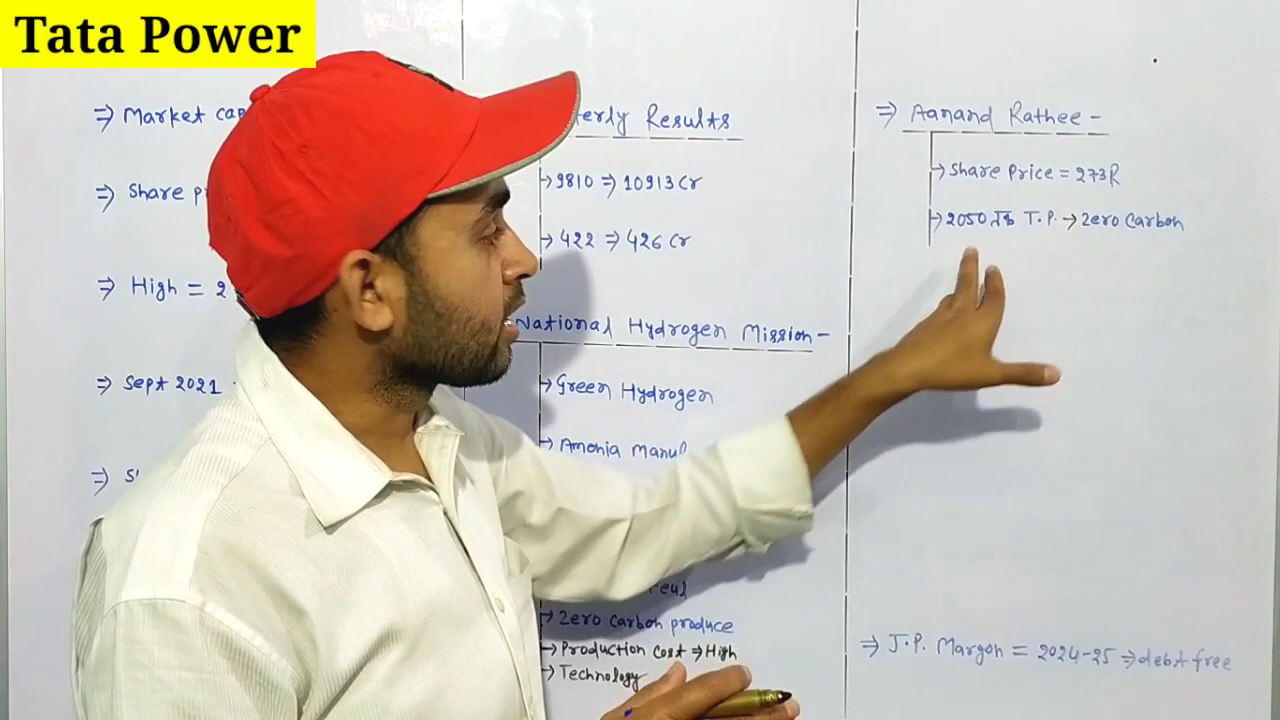 Tata Power
⇒ Market cap
⇒ Share pr
⇒ High = 2
⇒ Sept 2021
⇒ S
terly Results
→ 9810 ⇒ 10913 Cr
→ 422 ⇒ 426 Cr
National Hydrogen Mission -
→ Green Hydrogen
→ Amonia Manuf
→ Zero Carbon produce
→ Production cost ⇒ High
→ Technology
⇒ Aanand Rathee -
→ Share Price = 273R
→ 2050 तक T.P. → Zero Carbon
⇒ J.P. Margon = 2024-25 ⇒ debt free